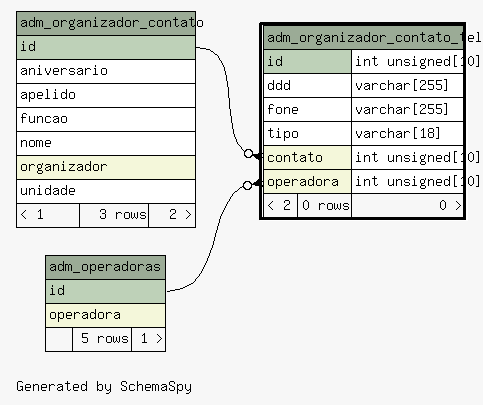 adm_organizador_contato
id
aniversario
apelido
funcao
nome
organizador
unidade
< 1 3 rows 2 >
adm_organizador_contato_tel
id int unsigned[10]
ddd varchar[255]
fone varchar[255]
tipo varchar[18]
contato int unsigned[10]
operadora int unsigned[10]
< 2 0 rows 0 >
adm_operadoras
id
operadora
5 rows 1 >
Generated by SchemaSpy